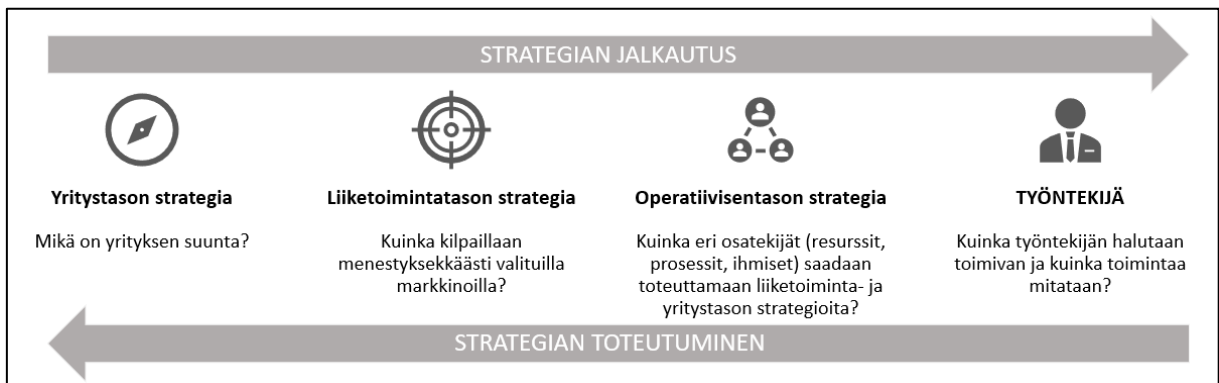 STRATEGIAN JALKAUTUS
Yritystason strategia
Mikä on yrityksen suunta?
Liiketoimintatason strategia
Kuinka kilpaillaan
menestyksekkäästi valituilla
markkinoilla?
Operatiivisentason strategia
Kuinka eri osatekijät (resurssit,
prosessit, ihmiset) saadaan
toteuttamaan liiketoiminta- ja
yritystason strategioita?
TYÖNTEKIJÄ
Kuinka työntekijän halutaan
toimivan ja kuinka toimintaa
mitataan?
STRATEGIAN TOTEUTUMINEN